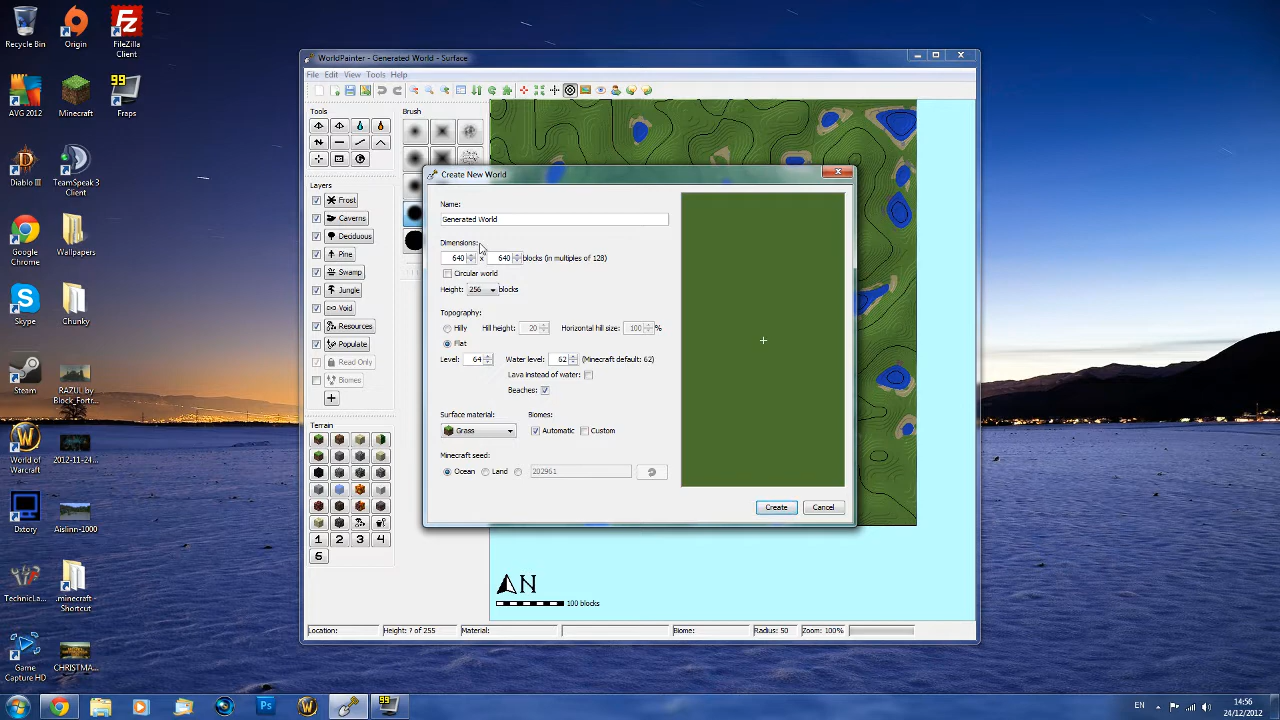 Recycle Bin
Origin
FileZilla
Client
AVG 2012
Minecraft
99
Fraps
Diablo III
TeamSpeak 3
Client
Google
Chrome
Wallpapers
Skype
Chunky
Steam
RAZUL by
Block_Fortr...
World of
Warcraft
2012-11-24...
Dxtory
Aislinn-1000
TechnicLa...
.minecraft -
Shortcut
Game
Capture HD
CHRISTMA...
WorldPainter - Generated World - Surface
File Edit View Tools Help
Tools
Brush
Layers
Frost
Caverns
Deciduous
Pine
Swamp
Jungle
Void
Resources
Populate
Read Only
Biomes
Terrain
1 2 3 4
6
Create New World
Name:
Generated World
Dimensions:
640 x 640 blocks (in multiples of 128)
Circular world
Height: 256 blocks
Topography:
Hilly Hill height: 20 Horizontal hill size: 100 %
Flat
Level: 64 Water level: 62 (Minecraft default: 62)
Lava instead of water:
Beaches:
Surface material: Biomes:
Grass Automatic Custom
Minecraft seed:
Ocean Land 202961
Create Cancel
N
100 blocks
Location: Height: ? of 255 Material: Biome: Radius: 50 Zoom: 100%
Ps
99
EN
14:56
24/12/2012